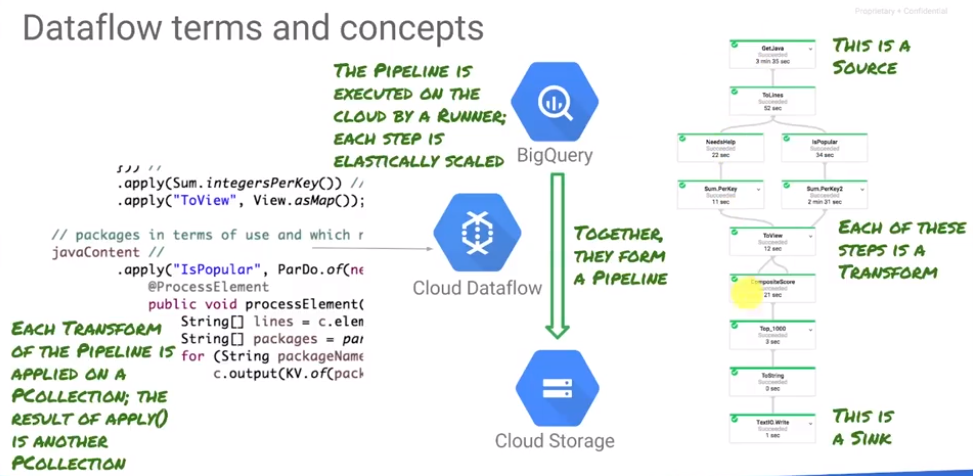 Proprietary + Confidential
Dataflow terms and concepts
The Pipeline is
executed on the
cloud by a Runner;
each step is
elastically scaled
})) //
.apply(Sum.integersPerKey()) //
.apply("ToView", View.asMap());
// packages in terms of use and which n
javaContent //
.apply("IsPopular", ParDo.of(ne
@ProcessElement
public void processElement(
String[] lines = c.elem
String[] packages = par
for (String packageName
c.output(KV.of(pack
Each Transform
of the Pipeline is
applied on a
PCollection; the
result of apply()
is another
PCollection
BigQuery
Cloud Dataflow
Cloud Storage
Together,
they form
a Pipeline
GetJava
Succeeded
3 min 35 sec
ToLines
Succeeded
52 sec
NeedsHelp
Succeeded
22 sec
IsPopular
Succeeded
34 sec
Sum.PerKey
Succeeded
11 sec
Sum.PerKey2
Succeeded
2 min 31 sec
ToView
Succeeded
12 sec
CompositeScore
Succeeded
21 sec
Top_1000
Succeeded
3 sec
ToString
Succeeded
0 sec
TextIO.Write
Succeeded
1 sec
This is a
Source
Each of these
steps is a
Transform
This is
a Sink